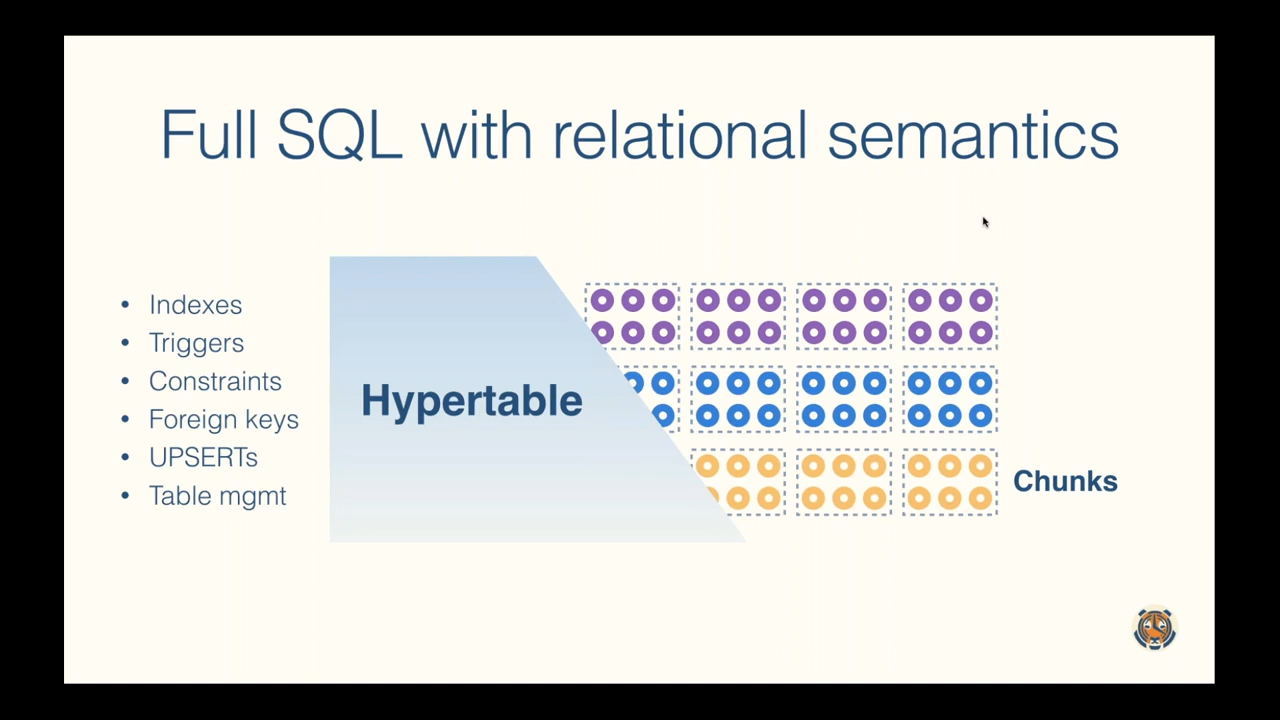 Full SQL with relational semantics
• Indexes
• Triggers
• Constraints
• Foreign keys
• UPSERTs
• Table mgmt
Hypertable
Chunks